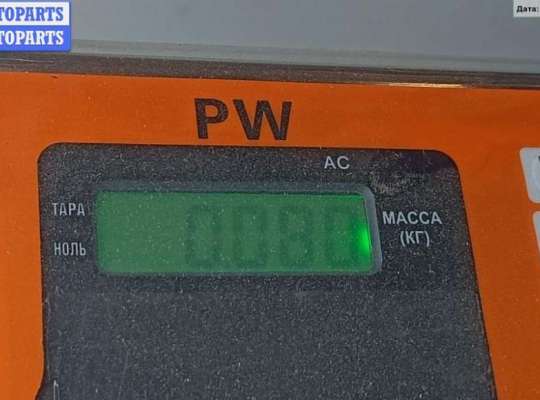 TOPARTS
TOPARTS
Дата:
PW
AC
ТАРА
НОЛЬ
0.080
МАССА
(КГ)